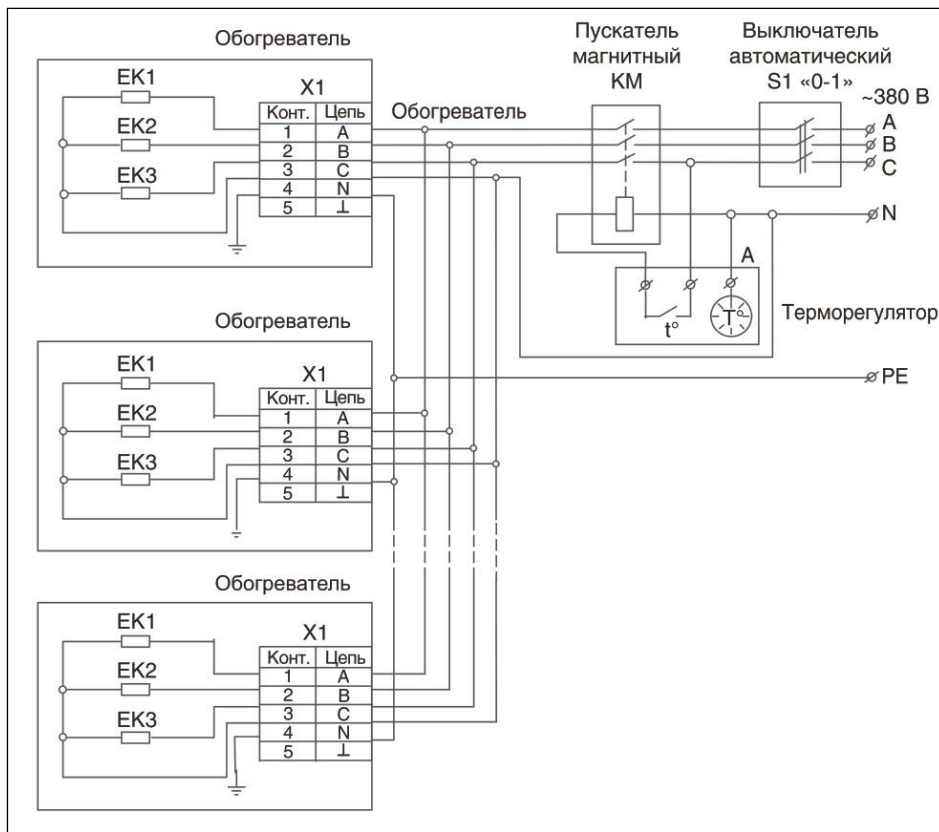 Обогреватель
EK1
EK2
EK3
X1
Конт. Цепь
1 A
2 B
3 C
4 N
5 ⊥
Обогреватель
Пускатель
магнитный
КМ
Выключатель
автоматический
S1 «0-1»
~380 В
A
B
C
N
A
t°
T°
Терморегулятор
PE
Обогреватель
EK1
EK2
EK3
X1
Конт. Цепь
1 A
2 B
3 C
4 N
5 ⊥
Обогреватель
EK1
EK2
EK3
X1
Конт. Цепь
1 A
2 B
3 C
4 N
5 ⊥